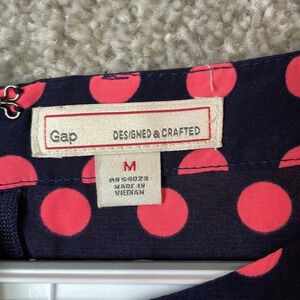 Gap DESIGNED & CRAFTED
M
RN 54023
MADE IN
VIETNAM